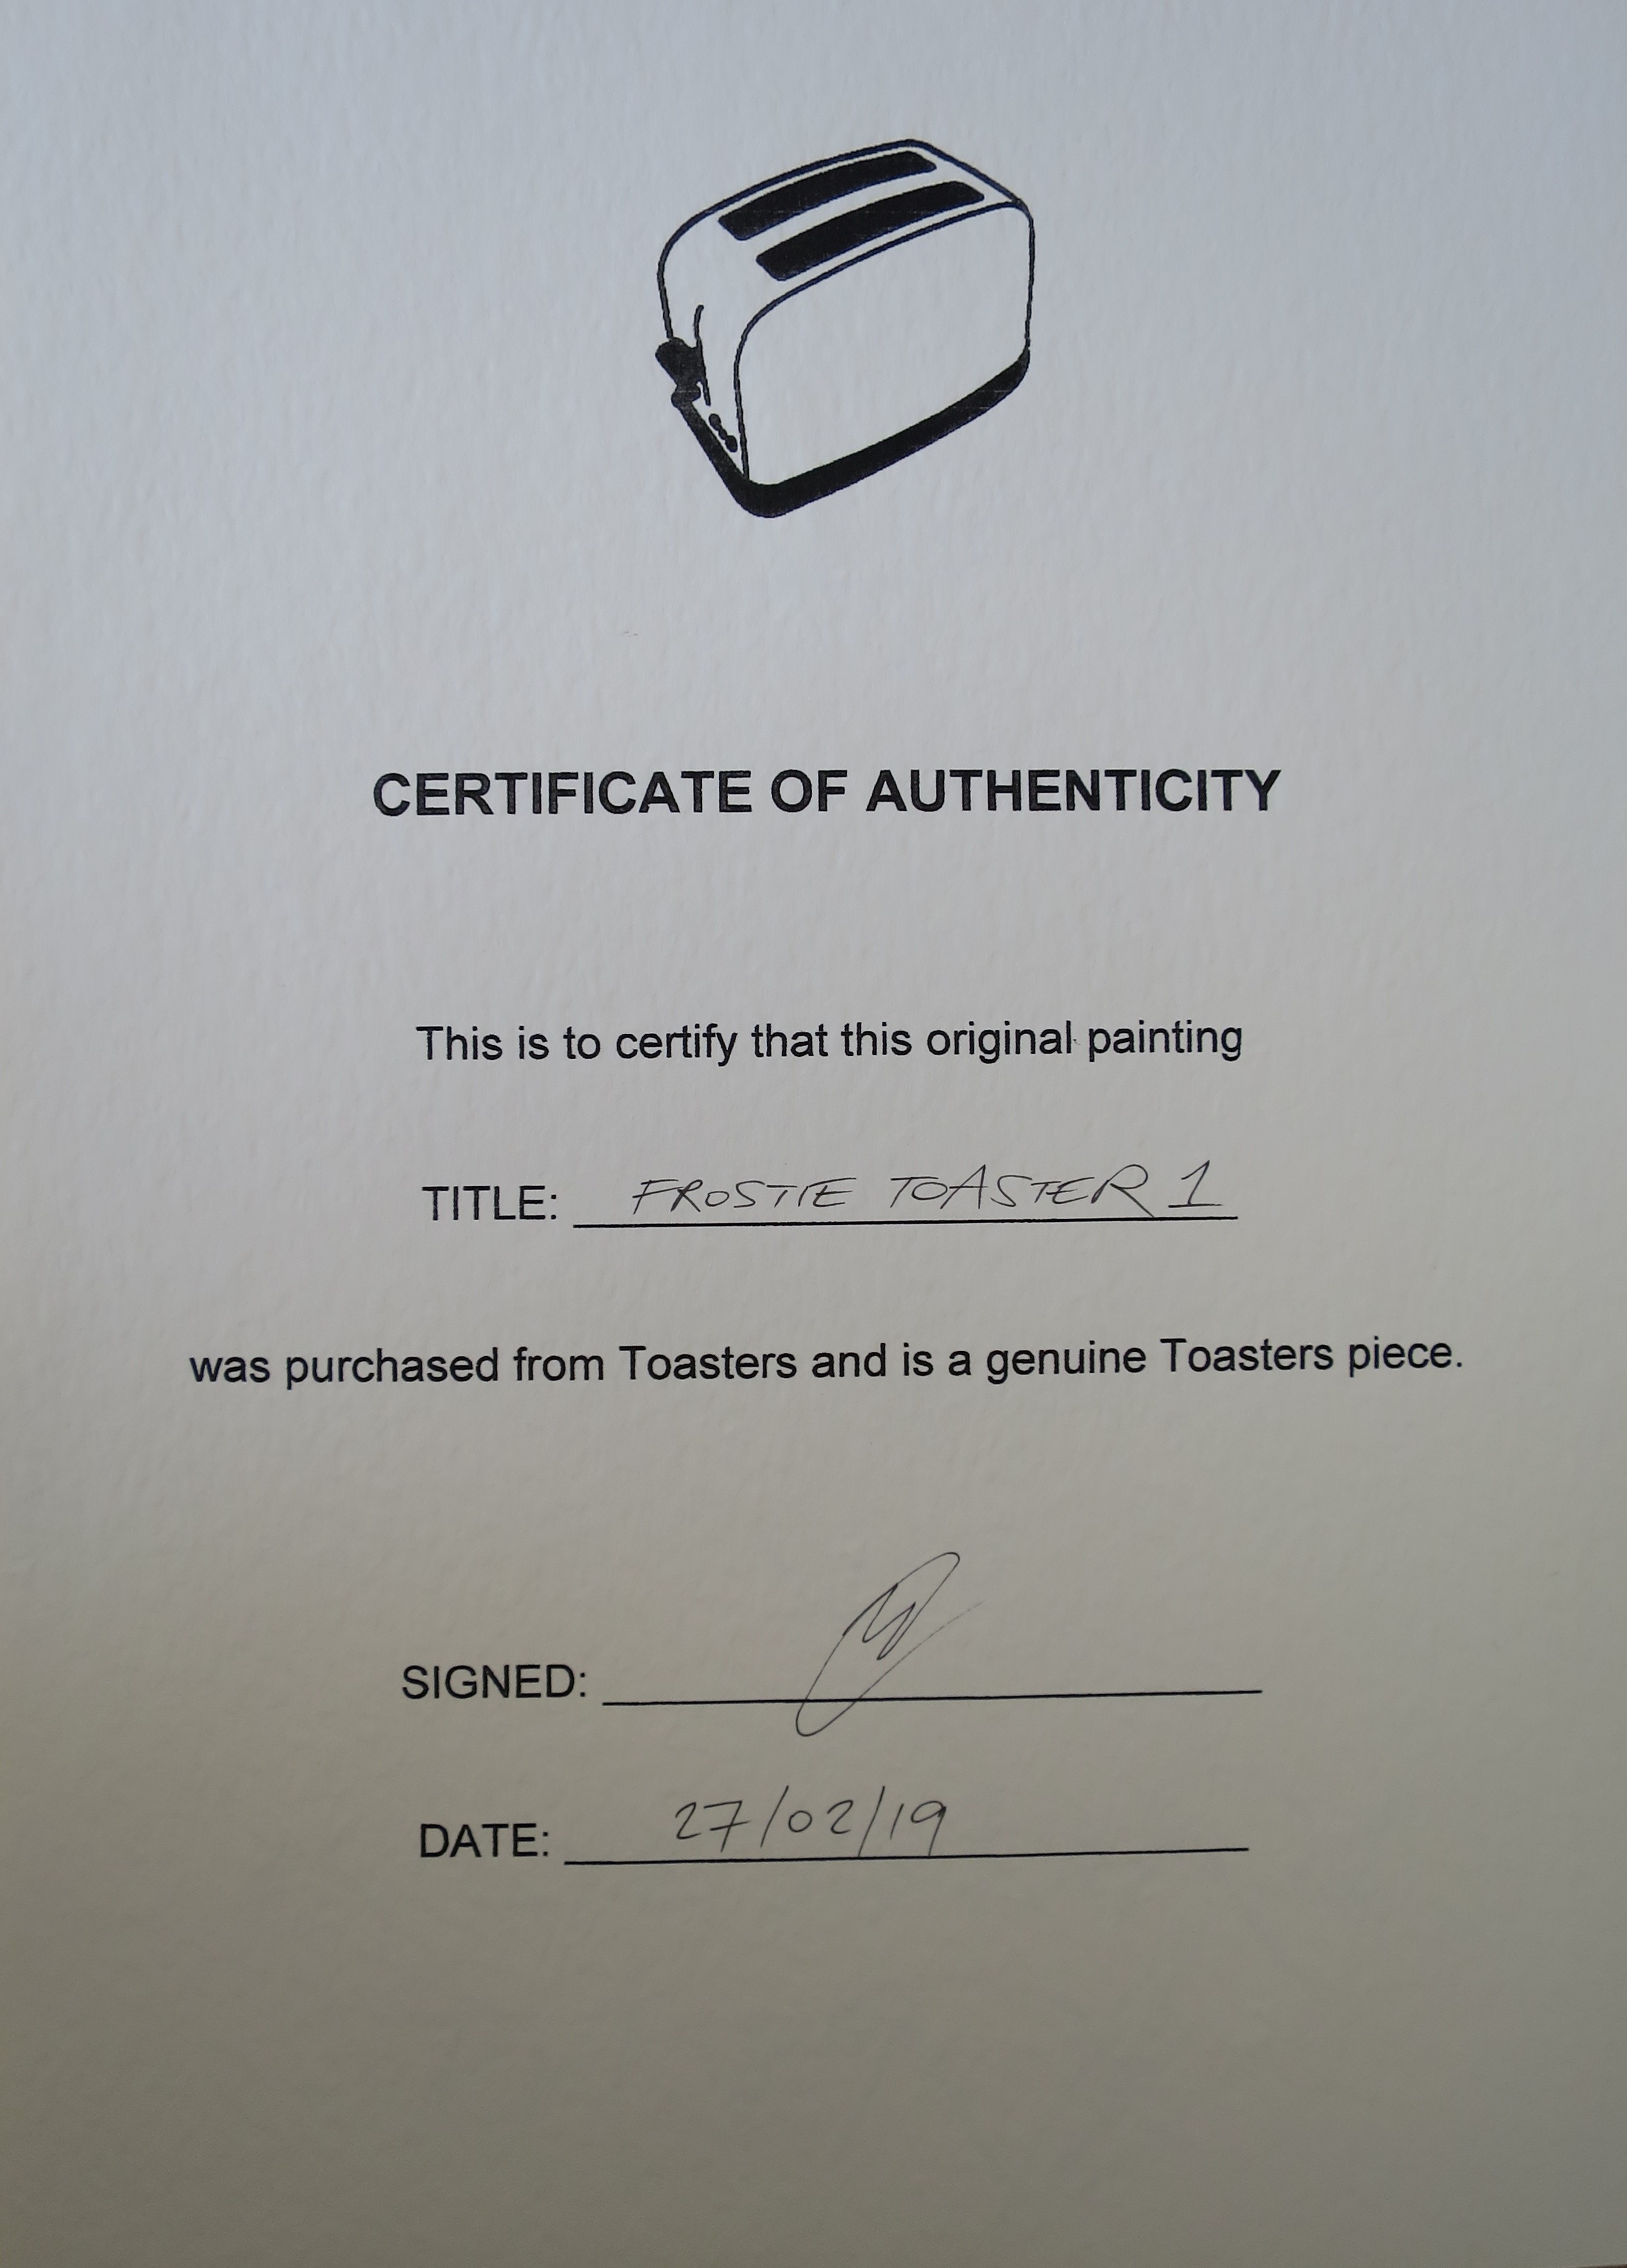 CERTIFICATE OF AUTHENTICITY
This is to certify that this original painting
TITLE: FROSTIE TOASTER 1
was purchased from Toasters and is a genuine Toasters piece.
SIGNED:
DATE: 27/02/19